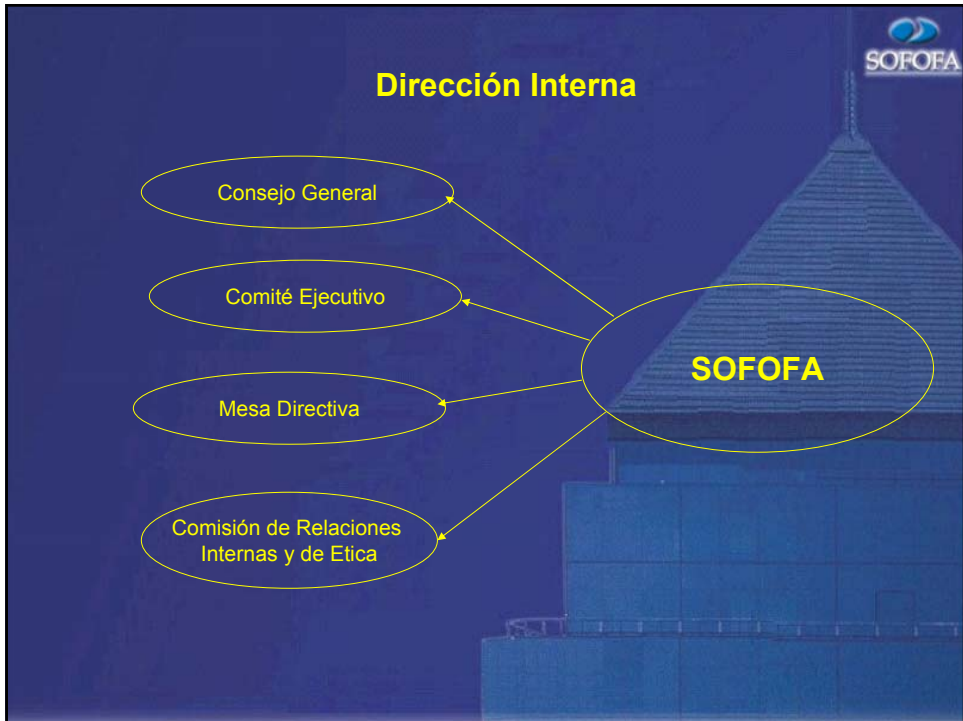 SOFOFA
Dirección Interna
Consejo General
Comité Ejecutivo
SOFOFA
Mesa Directiva
Comisión de Relaciones
Internas y de Etica